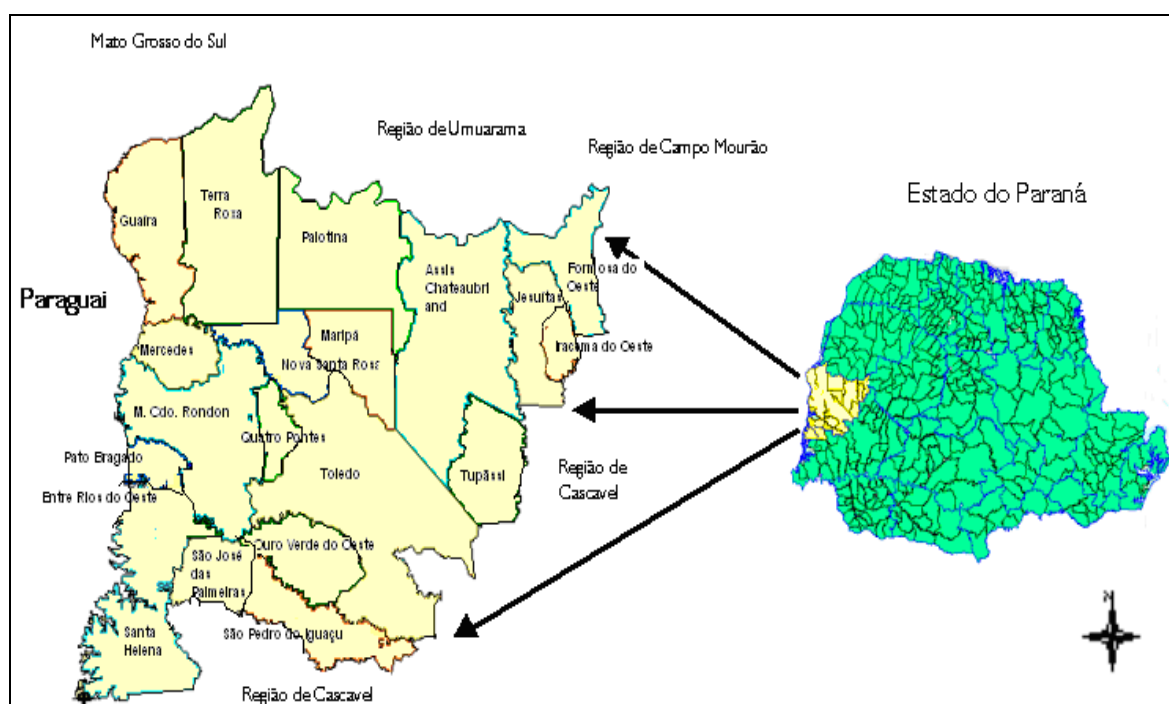 Mato Grosso do Sul
Região de Umuarama
Região de Campo Mourão
Estado do Paraná
Terra
Roxa
Guaíra
Palotina
Assis
Chateaubri
and
Formosa do
Oeste
Jesuítas
Paraguai
Maripá
Iracema do Oeste
Mercedes
Nova Santa Rosa
M. Cdo. Rondon
Quatro Pontes
Pato Bragado
Toledo
Tupãssi
Região de
Cascavel
Entre Rios do Oeste
Ouro Verde do Oeste
São José
das
Palmeiras
Santa
Helena
São Pedro do Iguaçu
Região de Cascavel
N